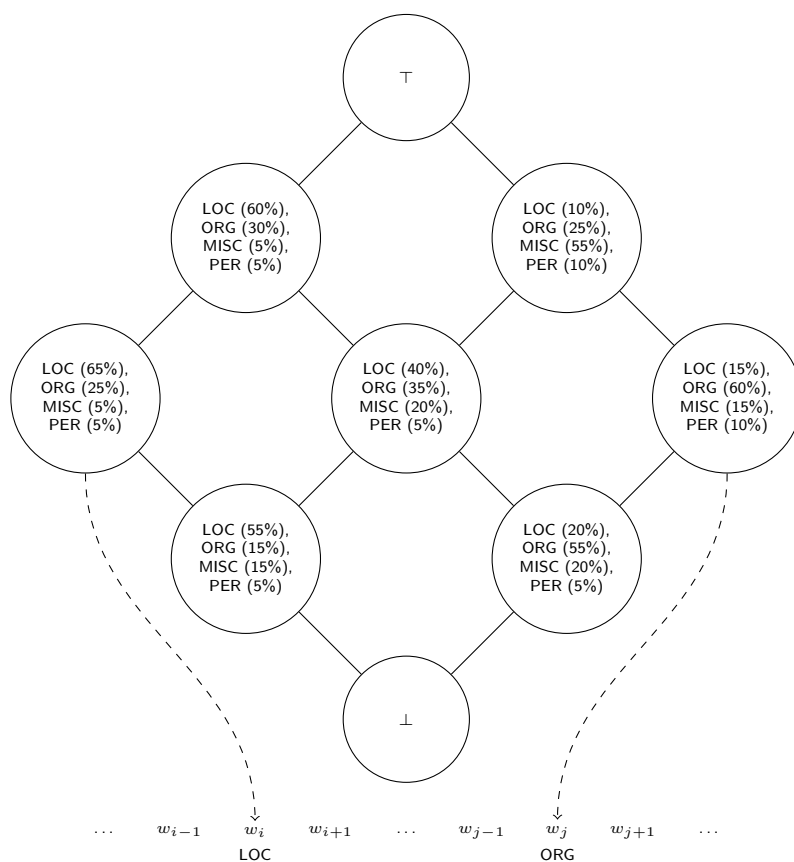 ⊤
LOC (60%),
ORG (30%)
MISC (5%),
PER (5%)
LOC (10%),
ORG (25%)
MISC (55%),
PER (10%)
LOC (65%),
ORG (25%),
MISC (5%),
PER (5%)
LOC (40%),
ORG (35%),
MISC (20%),
PER (5%)
LOC (15%),
ORG (60%),
MISC (15%),
PER (10%)
LOC (55%),
ORG (15%),
MISC (15%),
PER (5%)
LOC (20%),
ORG (55%),
MISC (20%),
PER (5%)
⊥
... w_{i−1} w_i w_{i+1} ... w_{j−1} w_j w_{j+1} ...
LOC ORG